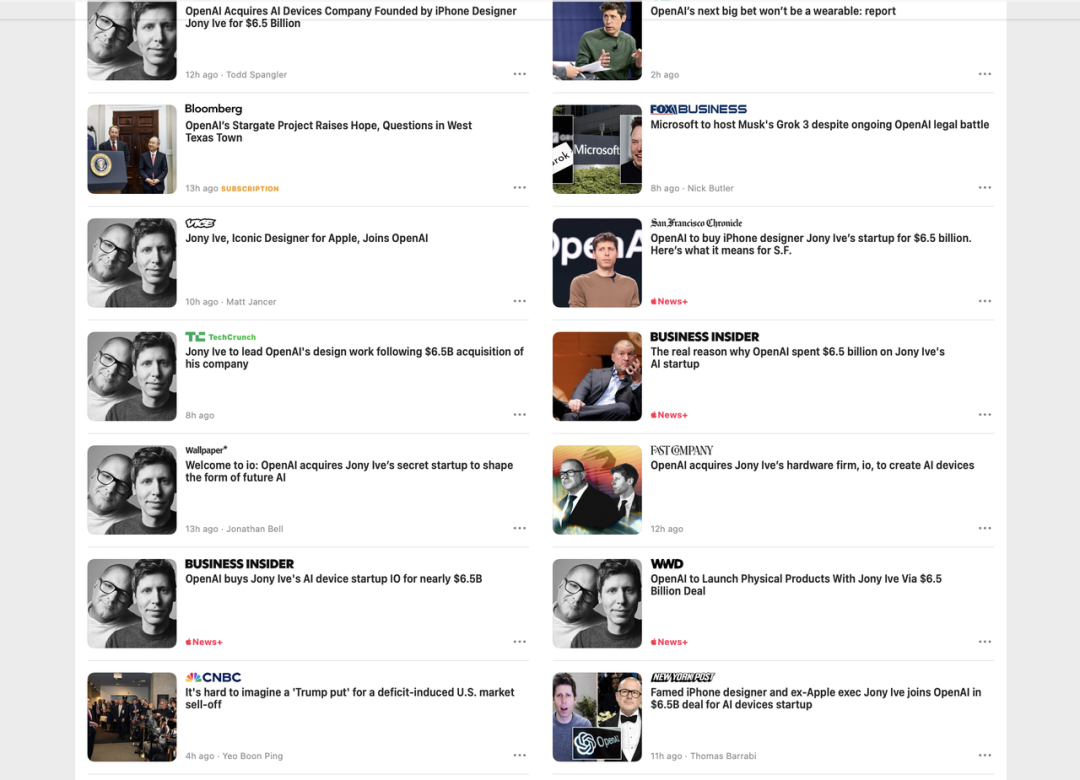 OpenAI Acquires AI Devices Company Founded by iPhone Designer
Jony Ive for $6.5 Billion
12h ago · Todd Spangler
OpenAI's next big bet won't be a wearable: report
2h ago
Bloomberg
OpenAI's Stargate Project Raises Hope, Questions in West
Texas Town
13h ago SUBSCRIPTION
FOX BUSINESS
Microsoft to host Musk's Grok 3 despite ongoing OpenAI legal battle
8h ago · Nick Butler
Grok
Microsoft
VICE
Jony Ive, Iconic Designer for Apple, Joins OpenAI
10h ago · Matt Jancer
San Francisco Chronicle
OpenAI to buy iPhone designer Jony Ive's startup for $6.5 billion.
Here's what it means for S.F.
News+
OpenA
TC TechCrunch
Jony Ive to lead OpenAI's design work following $6.5B acquisition of
his company
8h ago
BUSINESS INSIDER
The real reason why OpenAI spent $6.5 billion on Jony Ive's
AI startup
News+
Wallpaper*
Welcome to io: OpenAI acquires Jony Ive's secret startup to shape
the form of future AI
13h ago · Jonathan Bell
FAST COMPANY
OpenAI acquires Jony Ive's hardware firm, io, to create AI devices
12h ago
BUSINESS INSIDER
OpenAI buys Jony Ive's AI device startup IO for nearly $6.5B
News+
WWD
OpenAI to Launch Physical Products With Jony Ive Via $6.5
Billion Deal
News+
CNBC
It's hard to imagine a 'Trump put' for a deficit-induced U.S. market
sell-off
4h ago · Yeo Boon Ping
NEW YORK POST
Famed iPhone designer and ex-Apple exec Jony Ive joins OpenAI in
$6.5B deal for AI devices startup
11h ago · Thomas Barrabi
OpenAI